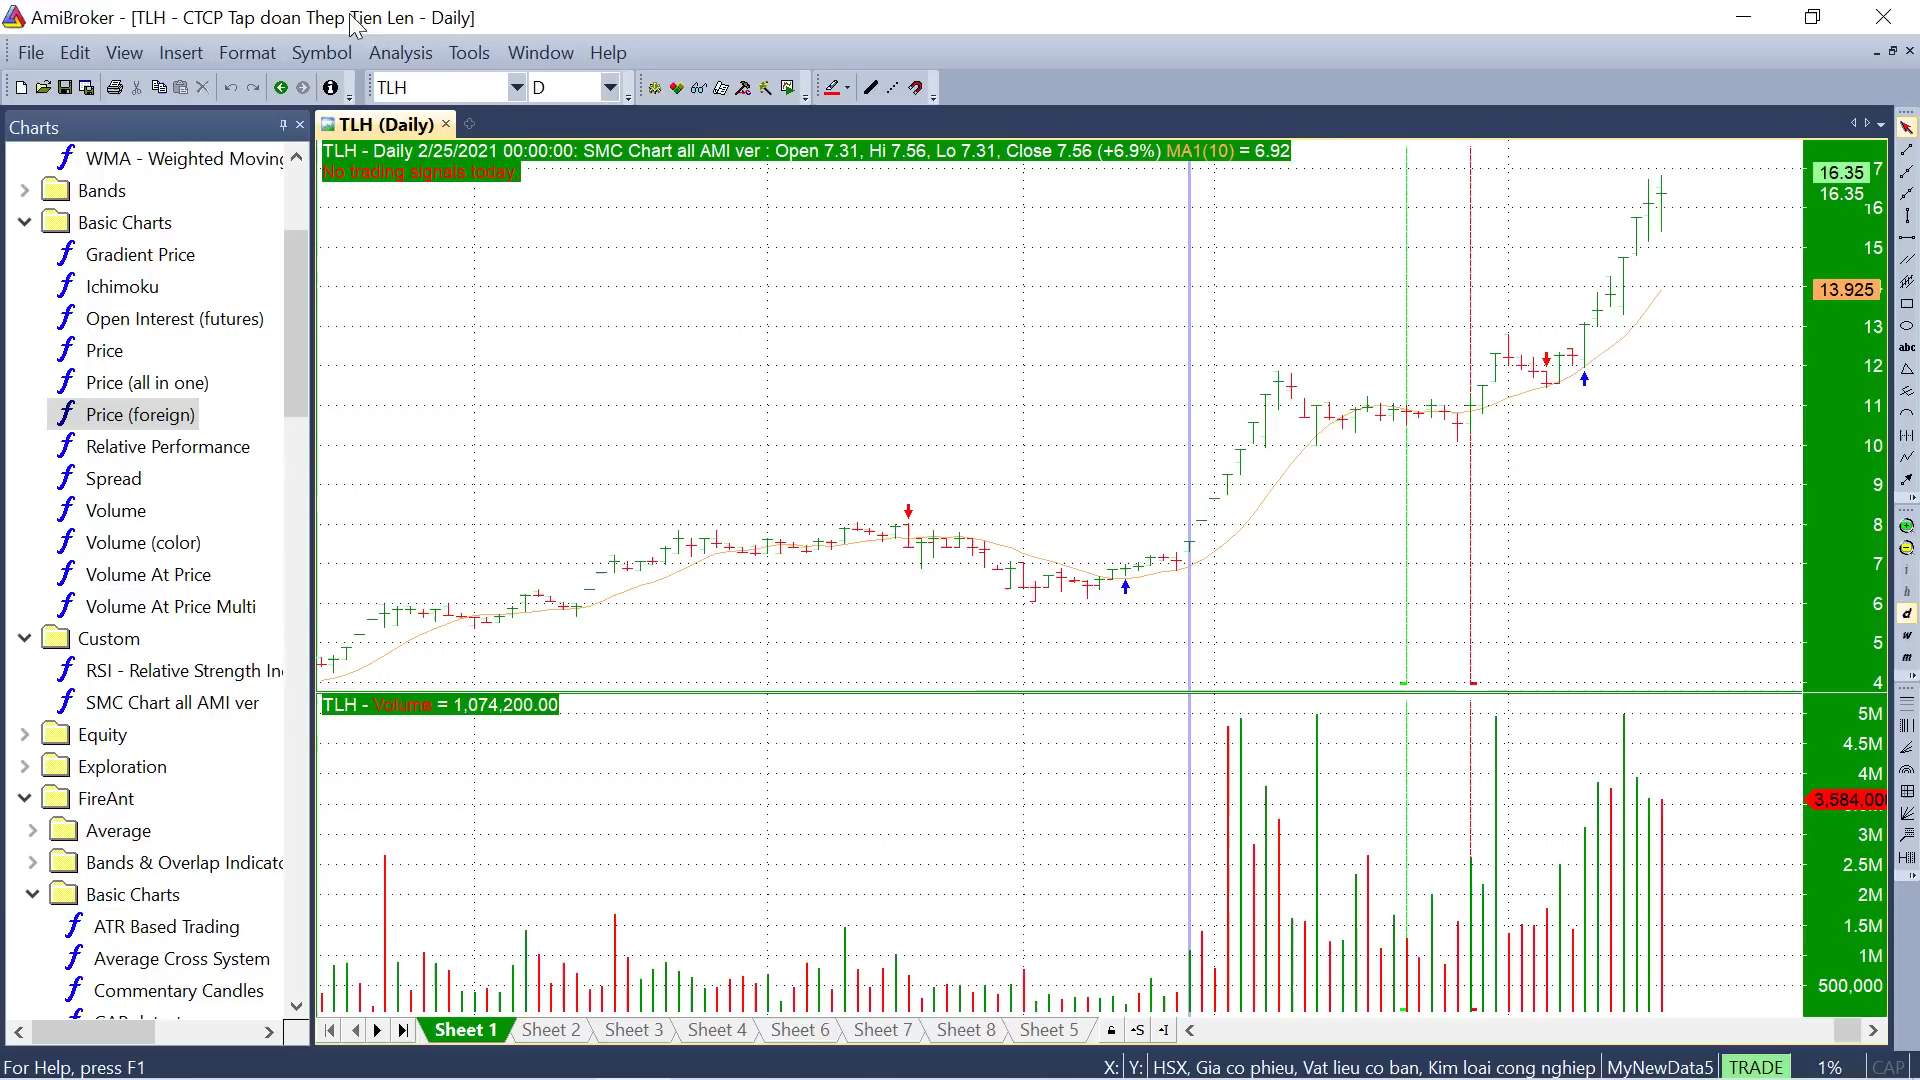 AmiBroker - [TLH - CTCP Tap doan Thep Tien Len - Daily]
File Edit View Insert Format Symbol Analysis Tools Window Help
TLH D
Charts
TLH (Daily)
WMA - Weighted Moving
Bands
Basic Charts
Gradient Price
Ichimoku
Open Interest (futures)
Price
Price (all in one)
Price (foreign)
Relative Performance
Spread
Volume
Volume (color)
Volume At Price
Volume At Price Multi
Custom
RSI - Relative Strength In
SMC Chart all AMI ver
Equity
Exploration
FireAnt
Average
Bands & Overlap Indicato
Basic Charts
ATR Based Trading
Average Cross System
Commentary Candles
TLH - Daily 2/25/2021 00:00:00: SMC Chart all AMI ver : Open 7.31, Hi 7.56, Lo 7.31, Close 7.56 (+6.9%) MA1(10) = 6.92
No trading signals today.
16.35 7
16.35
16
15
13.925
13
12
11
10
9
8
7
6
5
4
TLH - Volume = 1,074,200.00
5M
4.5M
4M
3,584,00
3M
2.5M
2M
1.5M
1M
500,000
abc
i
h
d
w
m
Sheet 1 Sheet 2 Sheet 3 Sheet 4 Sheet 6 Sheet 7 Sheet 8 Sheet 5
S
I
For Help, press F1
X: Y: HSX, Gia co phieu, Vat lieu co ban, Kim loai cong nghiep MyNewData5 TRADE 1% CAP